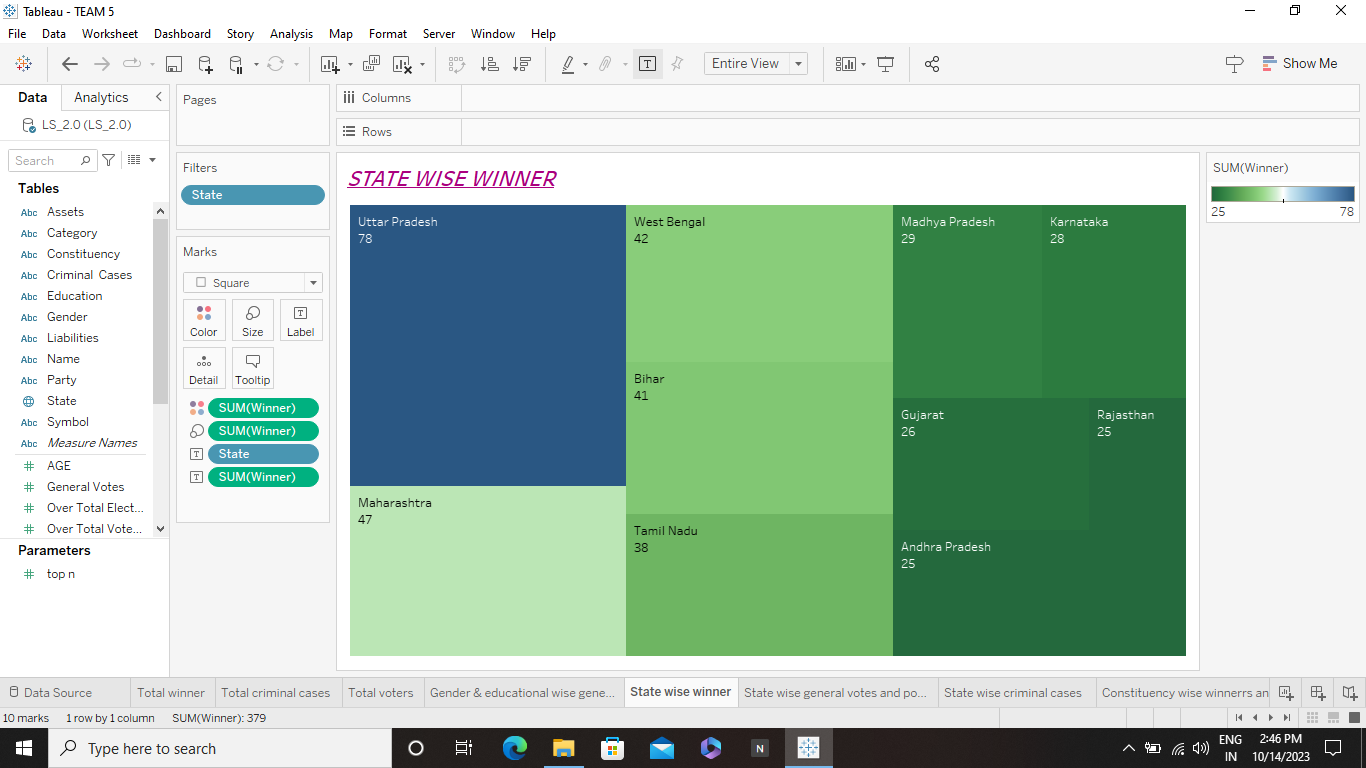 Tableau - TEAM 5
File Data Worksheet Dashboard Story Analysis Map Format Server Window Help
Entire View
Show Me
Data Analytics
LS_2.0 (LS_2.0)
Search
Tables
Abc Assets
Abc Category
Abc Constituency
Abc Criminal Cases
Abc Education
Abc Gender
Abc Liabilities
Abc Name
Abc Party
State
Abc Symbol
Abc Measure Names
# AGE
# General Votes
# Over Total Elect...
# Over Total Vote...
Parameters
# top n
Pages
Filters
State
Marks
Square
Color Size Label
Detail Tooltip
SUM(Winner)
SUM(Winner)
State
SUM(Winner)
Columns
Rows
STATE WISE WINNER
Uttar Pradesh
78
Maharashtra
47
West Bengal
42
Bihar
41
Tamil Nadu
38
Madhya Pradesh
29
Karnataka
28
Gujarat
26
Rajasthan
25
Andhra Pradesh
25
SUM(Winner)
25 78
Data Source Total winner Total criminal cases Total voters Gender & educational wise gene... State wise winner State wise general votes and po... State wise criminal cases Constituency wise winnerrs an
10 marks 1 row by 1 column SUM(Winner): 379
Type here to search
N
ENG
IN
2:46 PM
10/14/2023